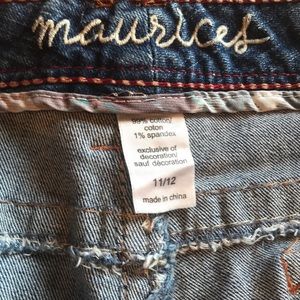 maurices
99% cotton/
coton
1% spandex
exclusive of
decoration/
sauf décoration
11/12
made in china